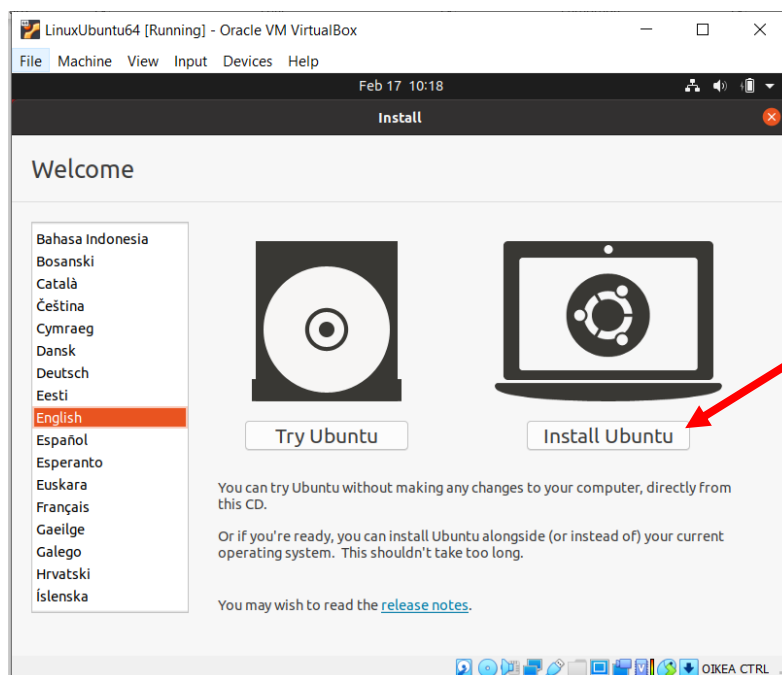 LinuxUbuntu64 [Running] - Oracle VM VirtualBox
File Machine View Input Devices Help
Feb 17 10:18
Install
Welcome
Bahasa Indonesia
Bosanski
Català
Čeština
Cymraeg
Dansk
Deutsch
Eesti
English
Español
Esperanto
Euskara
Français
Gaeilge
Galego
Hrvatski
Íslenska
Try Ubuntu
Install Ubuntu
You can try Ubuntu without making any changes to your computer, directly from
this CD.
Or if you're ready, you can install Ubuntu alongside (or instead of) your current
operating system. This shouldn't take too long.
You may wish to read the release notes.
OIKEA CTRL